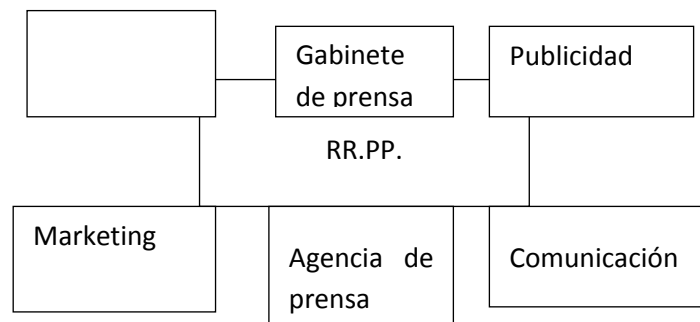 Gabinete
de prensa
Publicidad
RR.PP.
Marketing
Agencia de
prensa
Comunicación